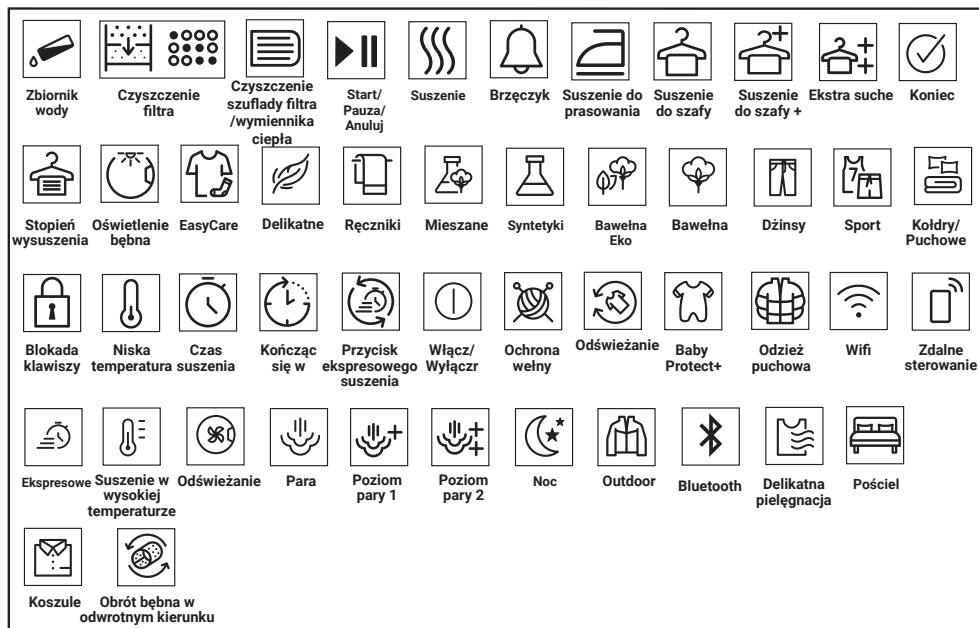 Zbiornik
wody
Czyszczenie
filtra
Czyszczenie
szuflady filtra
/wymiennika
ciepła
Start/
Pauza/
Anuluj
Suszenie
Brzęczyk
Suszenie do
prasowania
Suszenie
do szafy
Suszenie
do szafy +
Ekstra suche
Koniec
Stopień
wysuszenia
Oświetlenie
bębna
EasyCare
Delikatne
Ręczniki
Mieszane
Syntetyki
Bawełna
Eko
Bawełna
Dżinsy
7
Sport
Kołdry/
Puchowe
Blokada
klawiszy
Niska
temperatura
Czas
suszenia
Kończąc
się w
Przycisk
ekspresowego
suszenia
Włącz/
Wyłączr
Ochrona
wełny
Odświeżanie
Baby
Protect+
Odzież
puchowa
Wifi
Zdalne
sterowanie
Ekspresowe
Suszenie w
wysokiej
temperaturze
Odświeżanie
Para
Poziom
pary 1
Poziom
pary 2
Noc
Outdoor
Bluetooth
Delikatna
pielęgnacja
Pościel
Koszule
Obrót bębna w
odwrotnym kierunku